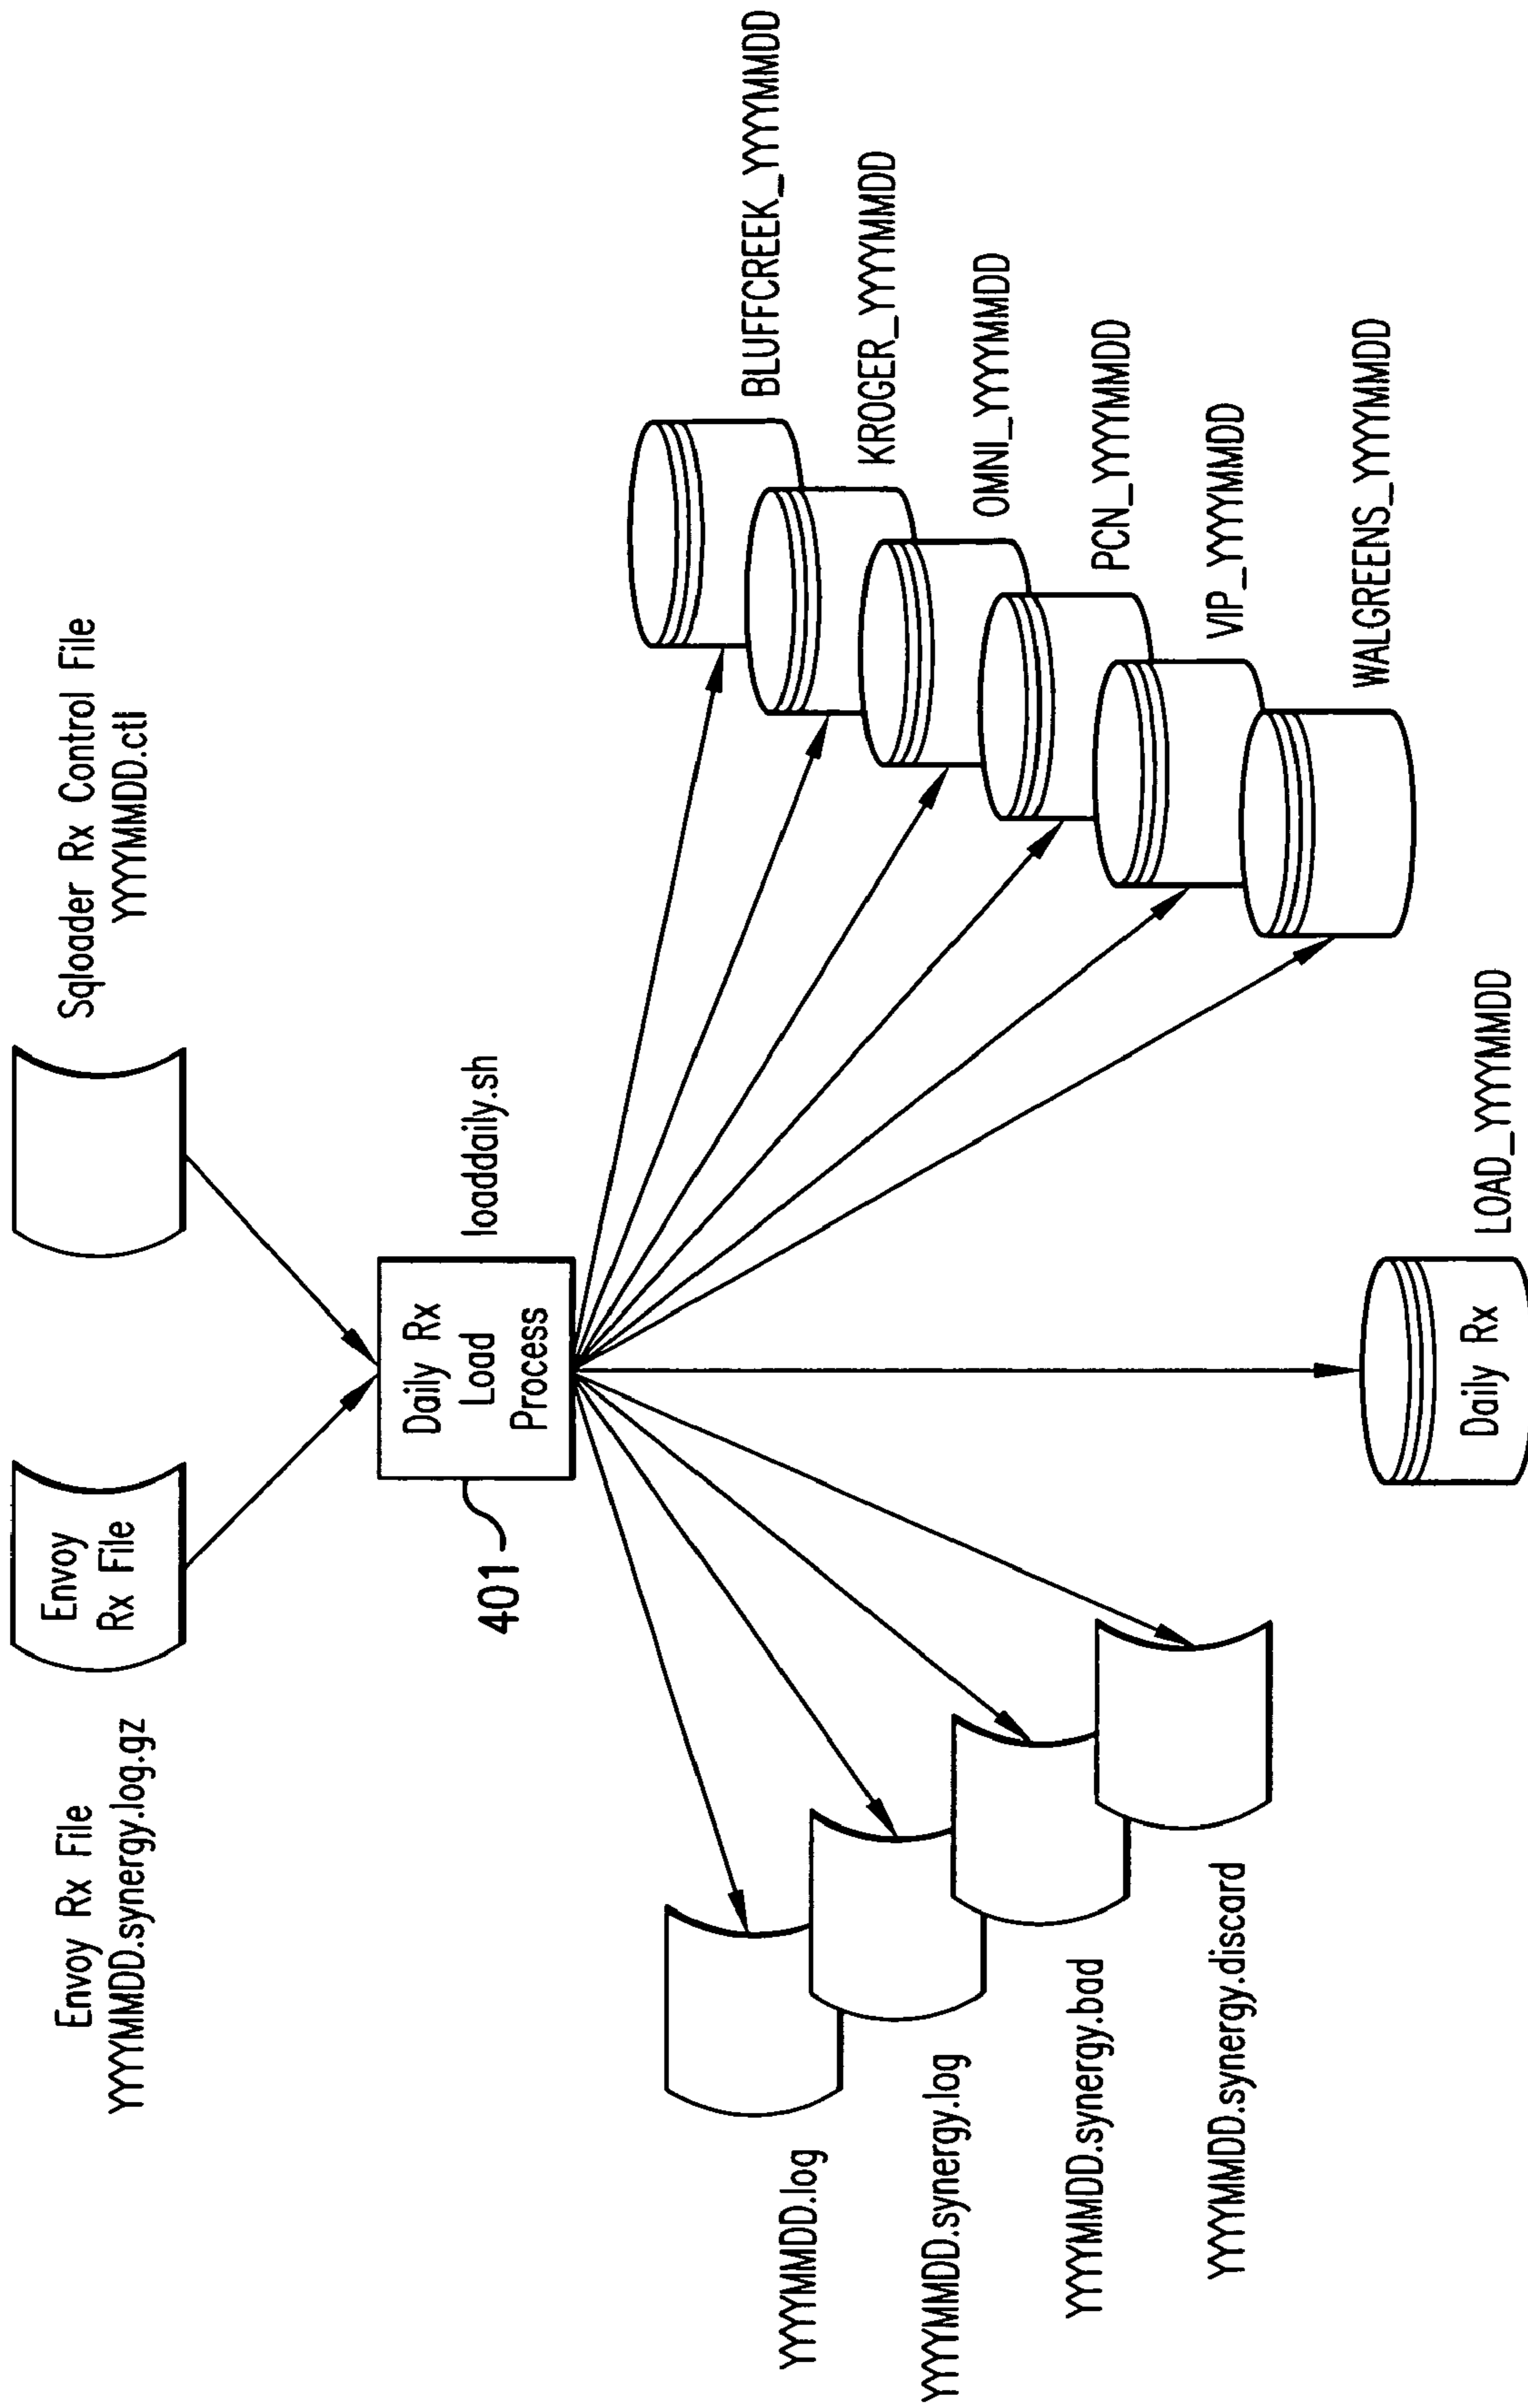 Envoy Rx File
YYYYMMDD.synergy.log.gz
Envoy
Rx File
Sqloader Rx Control File
YYYYMMDD.ctl
401
Daily Rx
Load
Process
loaddaily.sh
YYYYMMDD.log
YYYYMMDD.synergy.log
YYYYMMDD.synergy.bad
YYYYMMDD.synergy.discard
BLUFFCREEK_YYYYMMDD
KROGER_YYYYMMDD
OMNI_YYYYMMDD
PCN_YYYYMMDD
VIP_YYYYMMDD
WALGREENS_YYYYMMDD
Daily Rx
LOAD_YYYYMMDD